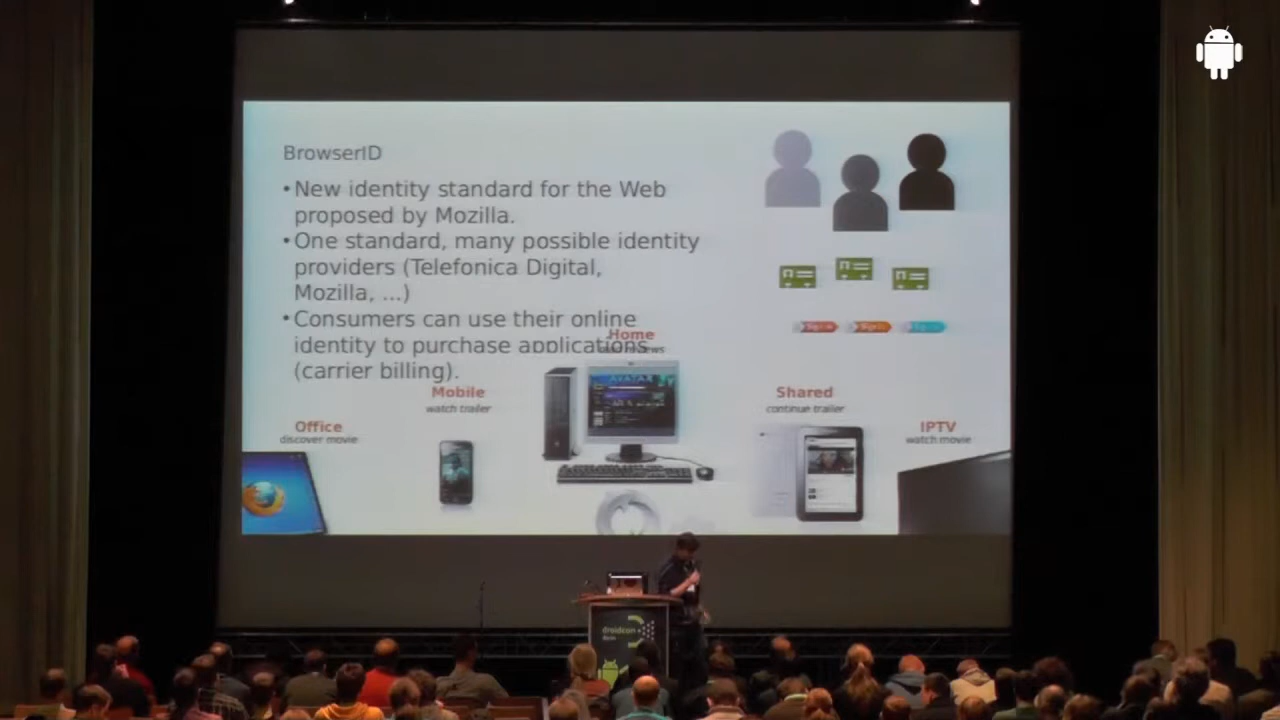 BrowserID
•New identity standard for the Web
proposed by Mozilla.
•One standard, many possible identity
providers (Telefonica Digital,
Mozilla, ...)
•Consumers can use their online
identity to purchase applications
(carrier billing).
Home
Mobile
watch trailer
Shared
continue trailer
Office
discover movie
IPTV
watch movie
AVATAR
droidcon